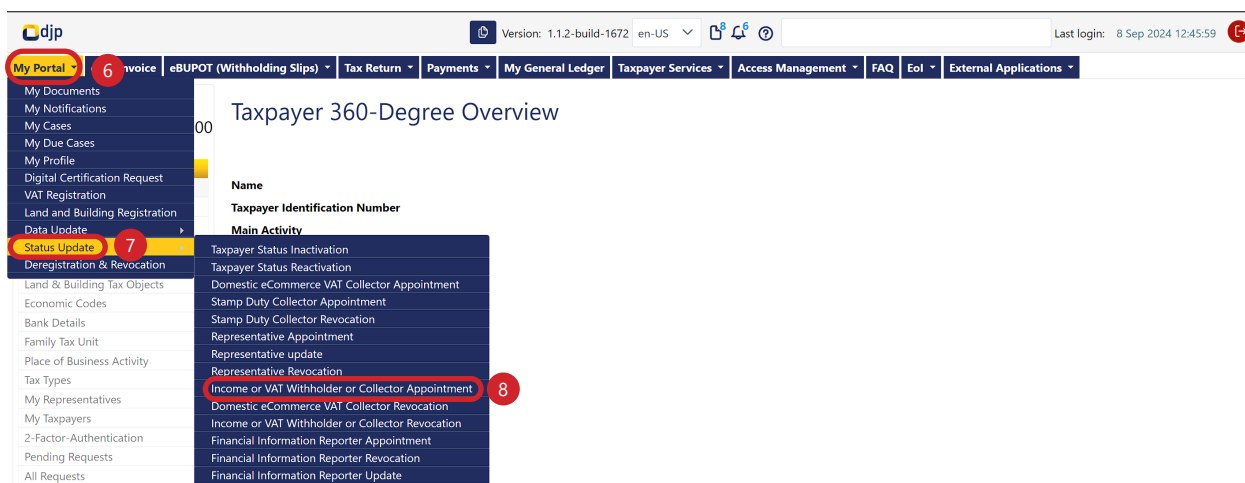 djp
Version: 1.1.2-build-1672 en-US 8 6 Last login: 8 Sep 2024 12:45:59
My Portal 6 nvoice eBUPOT (Withholding Slips) Tax Return Payments My General Ledger Taxpayer Services Access Management FAQ EoI External Applications
My Documents
My Notifications
My Cases
My Due Cases
My Profile
Digital Certification Request
VAT Registration
Land and Building Registration
Data Update
Status Update 7
Deregistration & Revocation
Land & Building Tax Objects
Economic Codes
Bank Details
Family Tax Unit
Place of Business Activity
Tax Types
My Representatives
My Taxpayers
2-Factor-Authentication
Pending Requests
All Requests
00
Taxpayer 360-Degree Overview
Name
Taxpayer Identification Number
Main Activity
Taxpayer Status Inactivation
Taxpayer Status Reactivation
Domestic eCommerce VAT Collector Appointment
Stamp Duty Collector Appointment
Stamp Duty Collector Revocation
Representative Appointment
Representative update
Representative Revocation
Income or VAT Withholder or Collector Appointment 8
Domestic eCommerce VAT Collector Revocation
Income or VAT Withholder or Collector Revocation
Financial Information Reporter Appointment
Financial Information Reporter Revocation
Financial Information Reporter Update